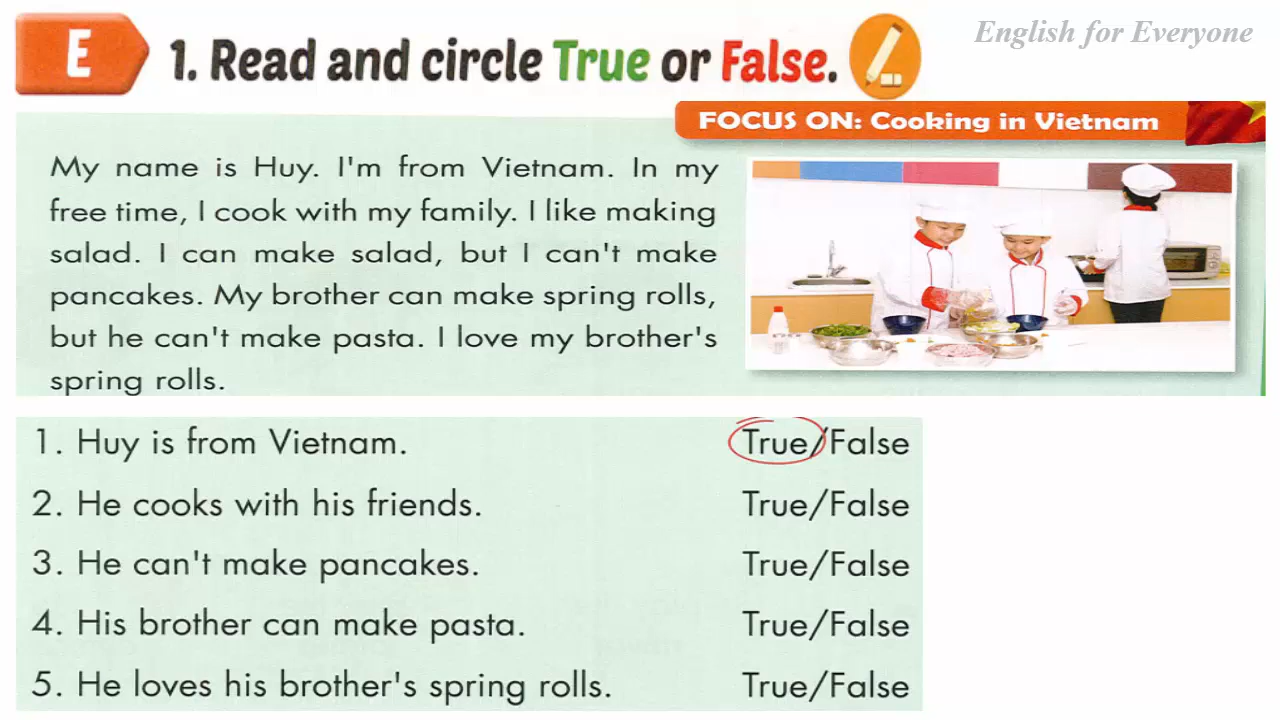 E 1. Read and circle True or False.
English for Everyone
FOCUS ON: Cooking in Vietnam
My name is Huy. I'm from Vietnam. In my
free time, I cook with my family. I like making
salad. I can make salad, but I can't make
pancakes. My brother can make spring rolls,
but he can't make pasta. I love my brother's
spring rolls.
1. Huy is from Vietnam. True/False
2. He cooks with his friends. True/False
3. He can't make pancakes. True/False
4. His brother can make pasta. True/False
5. He loves his brother's spring rolls. True/False